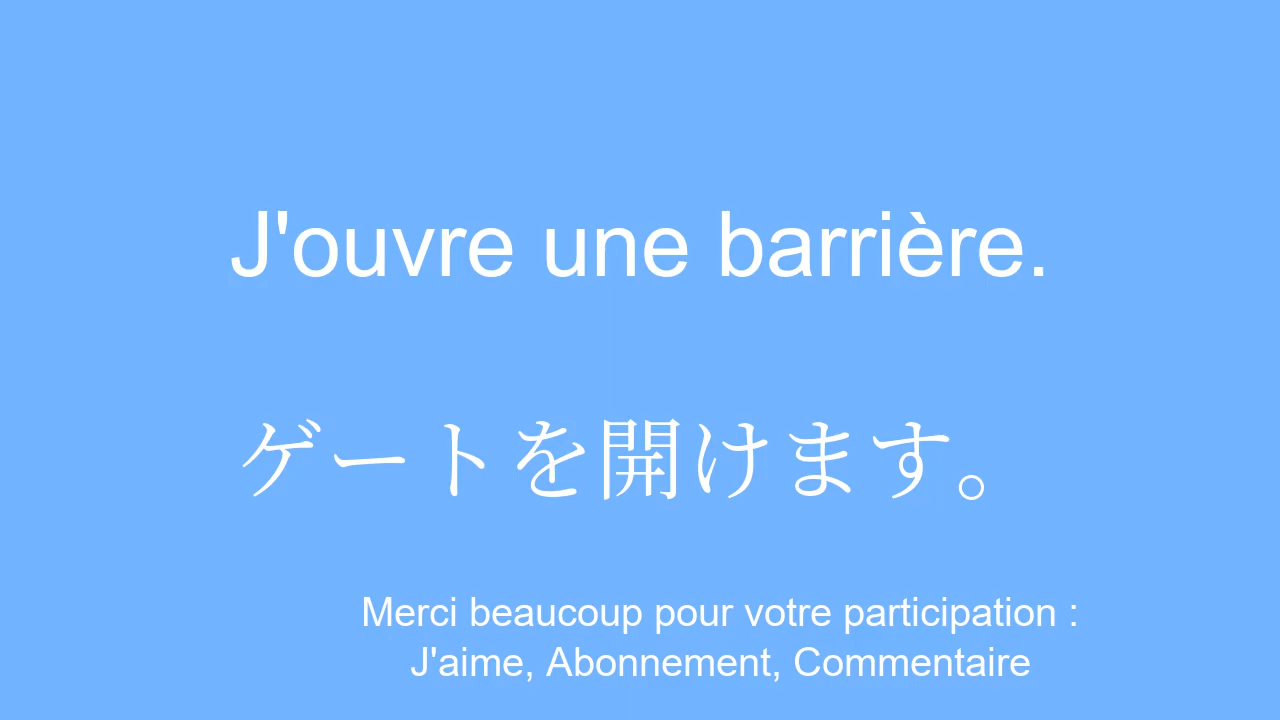 J'ouvre une barrière.
ゲートを開けます。
Merci beaucoup pour votre participation :
J'aime, Abonnement, Commentaire